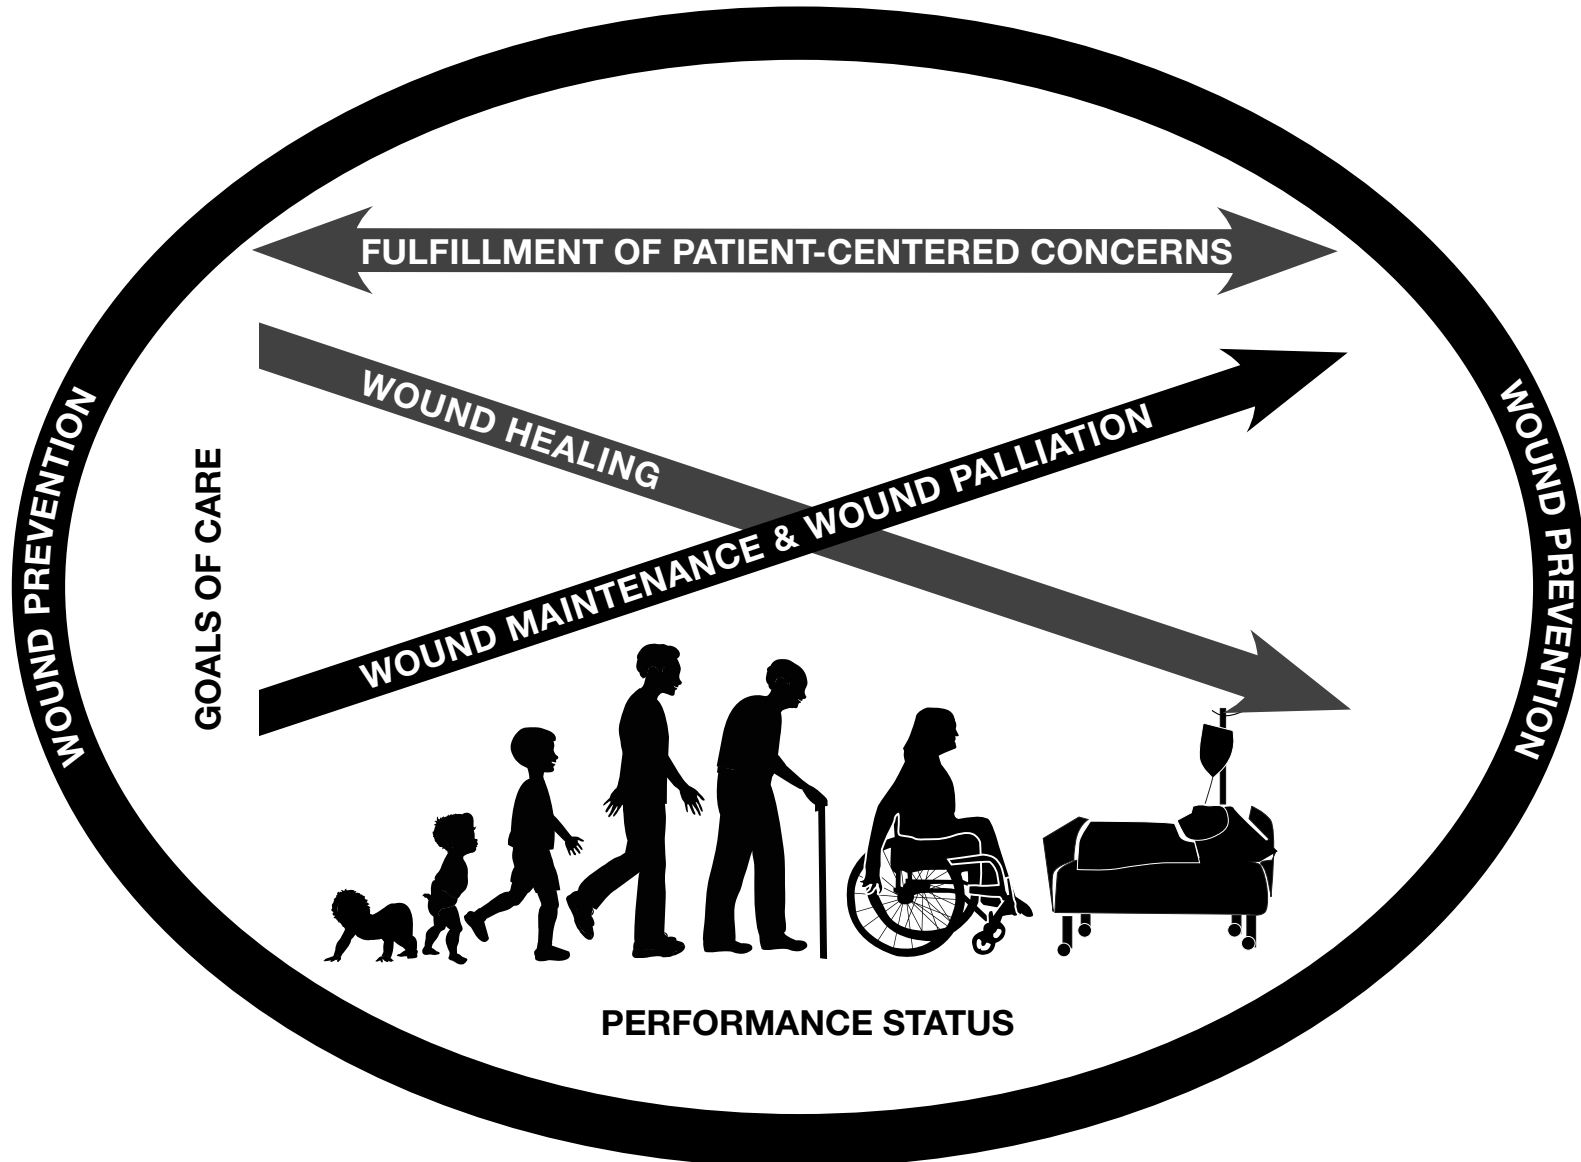 FULFILLMENT OF PATIENT-CENTERED CONCERNS
WOUND HEALING
WOUND MAINTENANCE & WOUND PALLIATION
WOUND PREVENTION
GOALS OF CARE
WOUND PREVENTION
PERFORMANCE STATUS